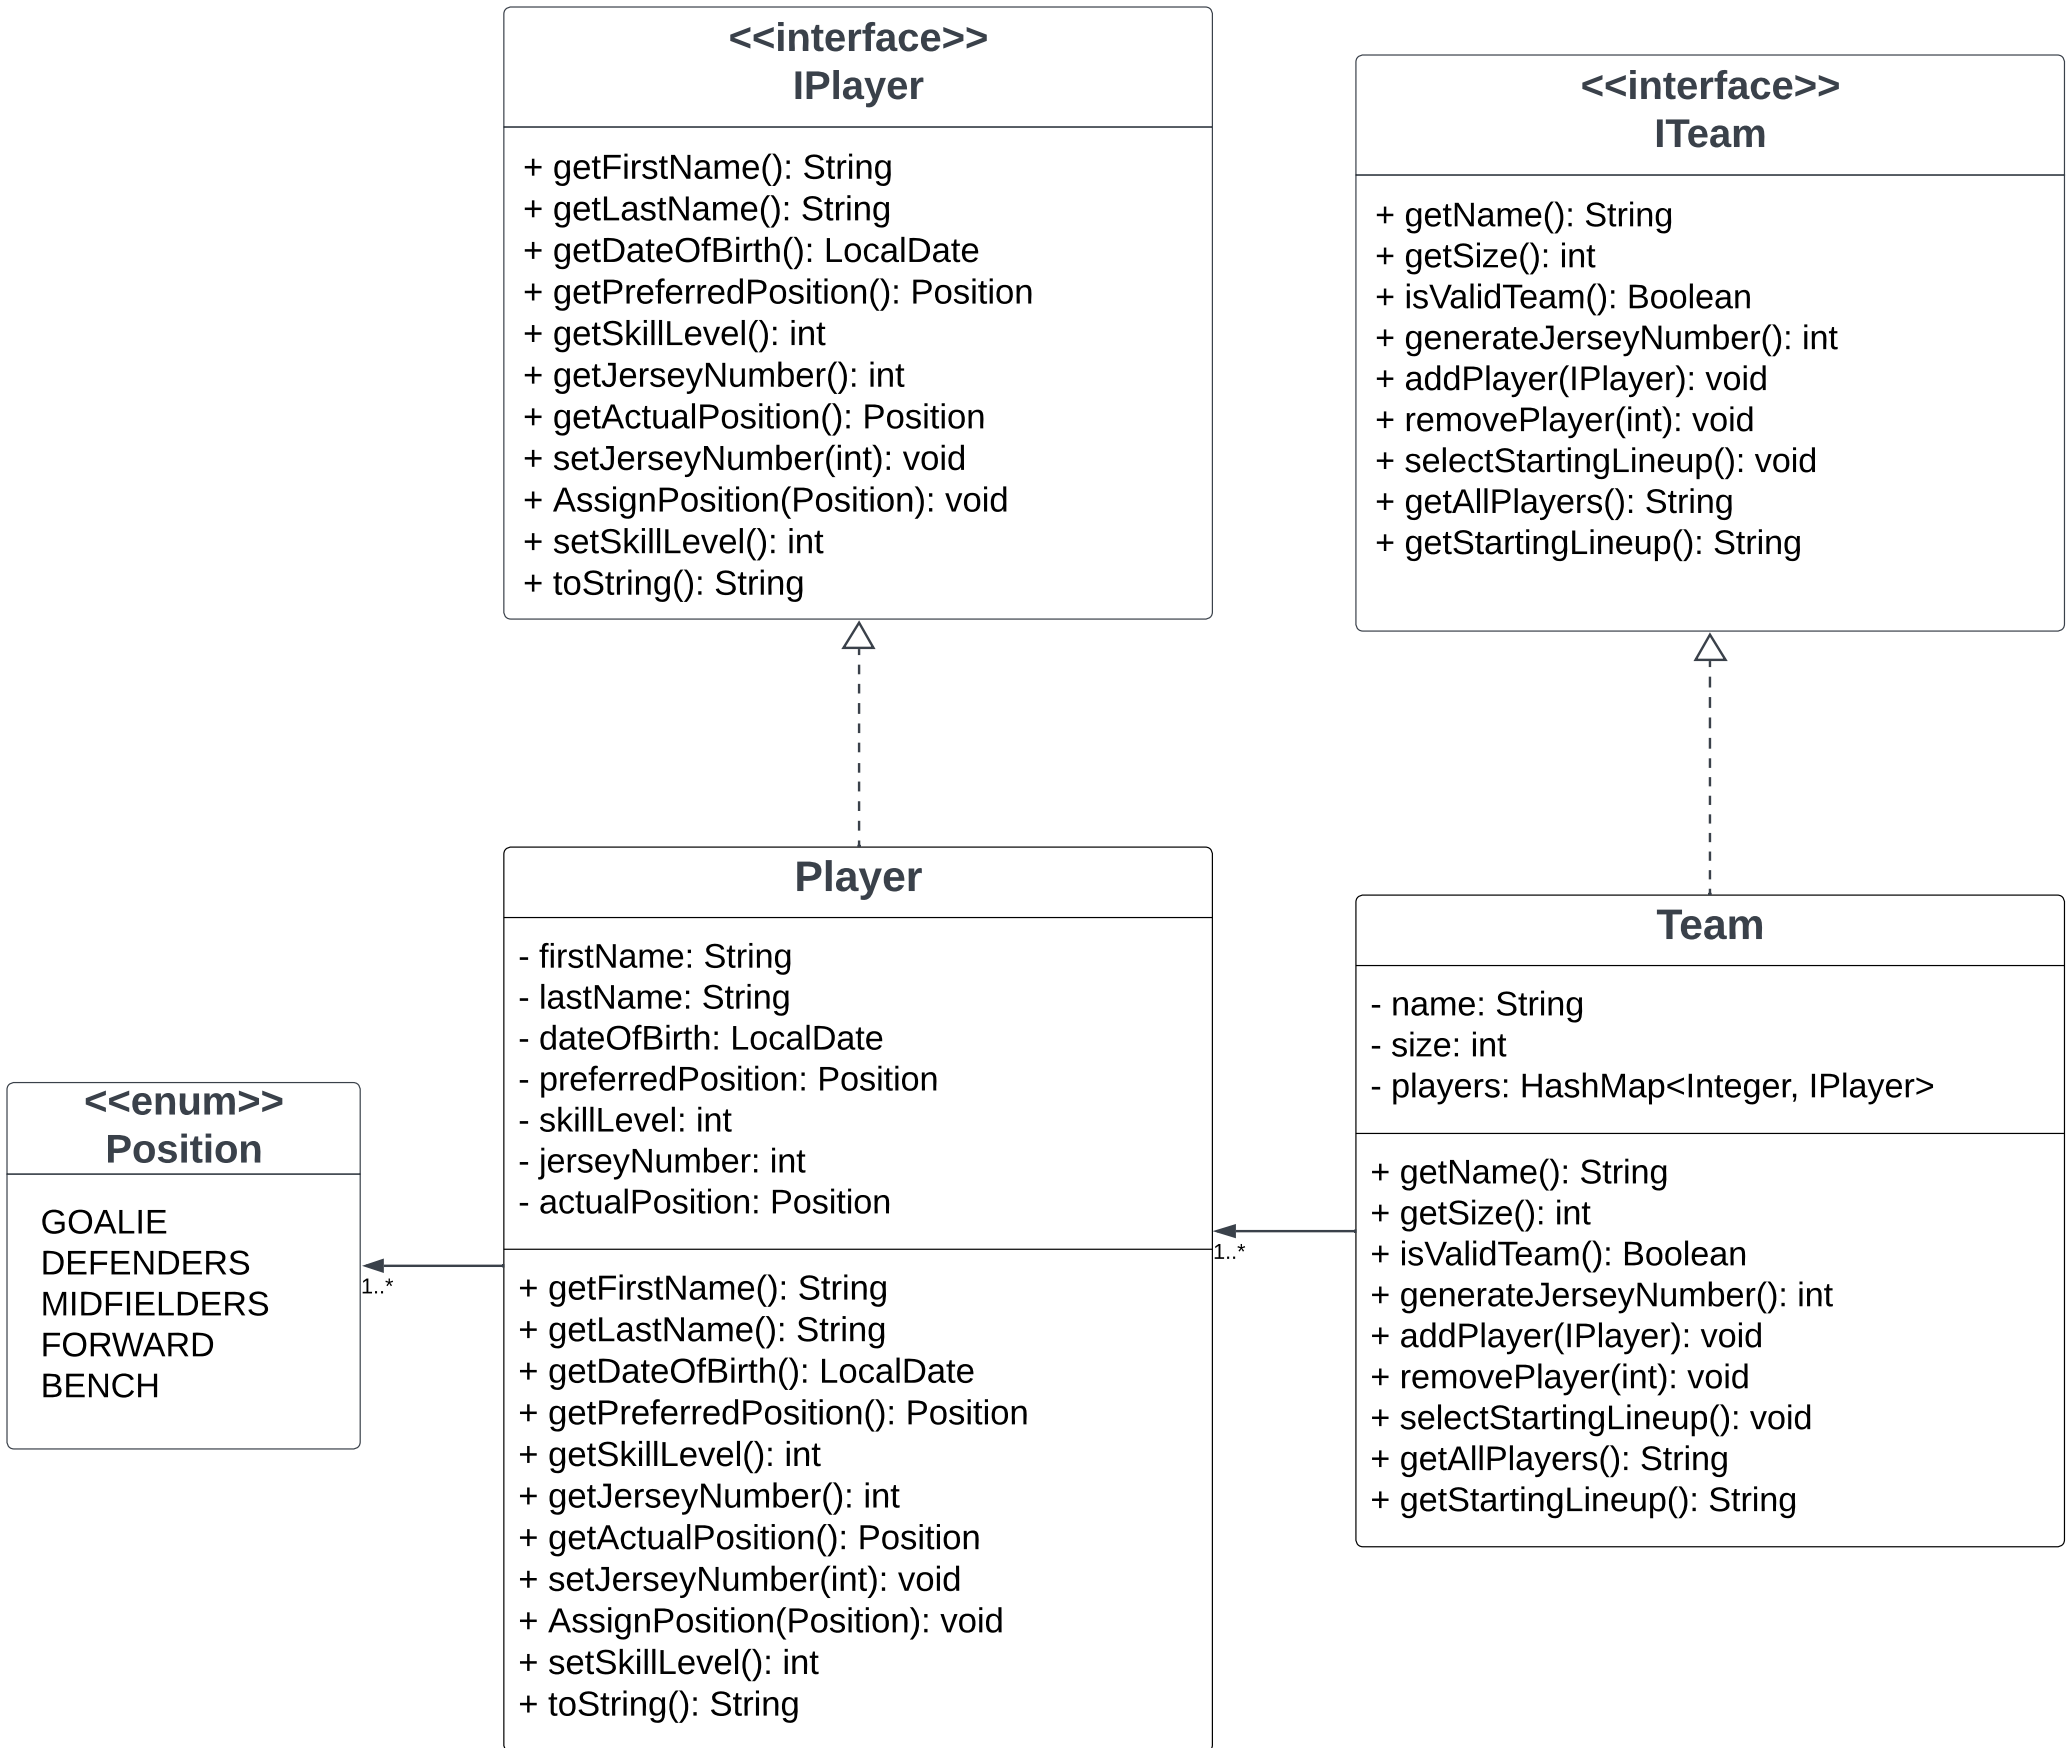 <<interface>>
IPlayer
+ getFirstName(): String
+ getLastName(): String
+ getDateOfBirth(): LocalDate
+ getPreferredPosition(): Position
+ getSkillLevel(): int
+ getJerseyNumber(): int
+ getActualPosition(): Position
+ setJerseyNumber(int): void
+ AssignPosition(Position): void
+ setSkillLevel(): int
+ toString(): String
<<interface>>
ITeam
+ getName(): String
+ getSize(): int
+ isValidTeam(): Boolean
+ generateJerseyNumber(): int
+ addPlayer(IPlayer): void
+ removePlayer(int): void
+ selectStartingLineup(): void
+ getAllPlayers(): String
+ getStartingLineup(): String
<<enum>>
Position
GOALIE
DEFENDERS
MIDFIELDERS
FORWARD
BENCH
1..*
Player
- firstName: String
- lastName: String
- dateOfBirth: LocalDate
- preferredPosition: Position
- skillLevel: int
- jerseyNumber: int
- actualPosition: Position
+ getFirstName(): String
+ getLastName(): String
+ getDateOfBirth(): LocalDate
+ getPreferredPosition(): Position
+ getSkillLevel(): int
+ getJerseyNumber(): int
+ getActualPosition(): Position
+ setJerseyNumber(int): void
+ AssignPosition(Position): void
+ setSkillLevel(): int
+ toString(): String
1..*
Team
- name: String
- size: int
- players: HashMap<Integer, IPlayer>
+ getName(): String
+ getSize(): int
+ isValidTeam(): Boolean
+ generateJerseyNumber(): int
+ addPlayer(IPlayer): void
+ removePlayer(int): void
+ selectStartingLineup(): void
+ getAllPlayers(): String
+ getStartingLineup(): String